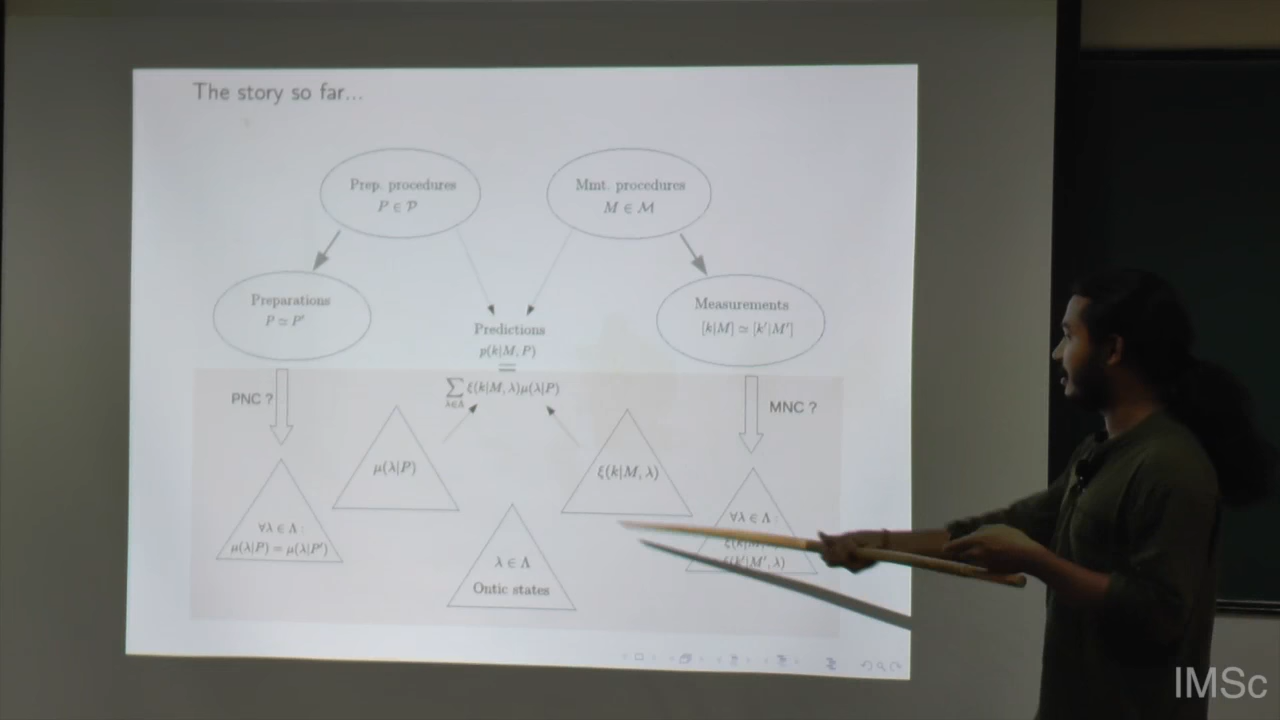 The story so far...
Prep. procedures
P ∈ 𝒫
Mmt. procedures
M ∈ ℳ
Preparations
P ≃ P′
Measurements
[k|M] ≃ [k′|M′]
Predictions
p(k|M, P)
=
∑ ξ(k|M, λ)μ(λ|P)
λ∈Λ
PNC ?
MNC ?
μ(λ|P)
ξ(k|M, λ)
∀λ ∈ Λ :
μ(λ|P) = μ(λ|P′)
∀λ ∈ Λ :
ξ(k′|M′, λ)
λ ∈ Λ
Ontic states
IMSc